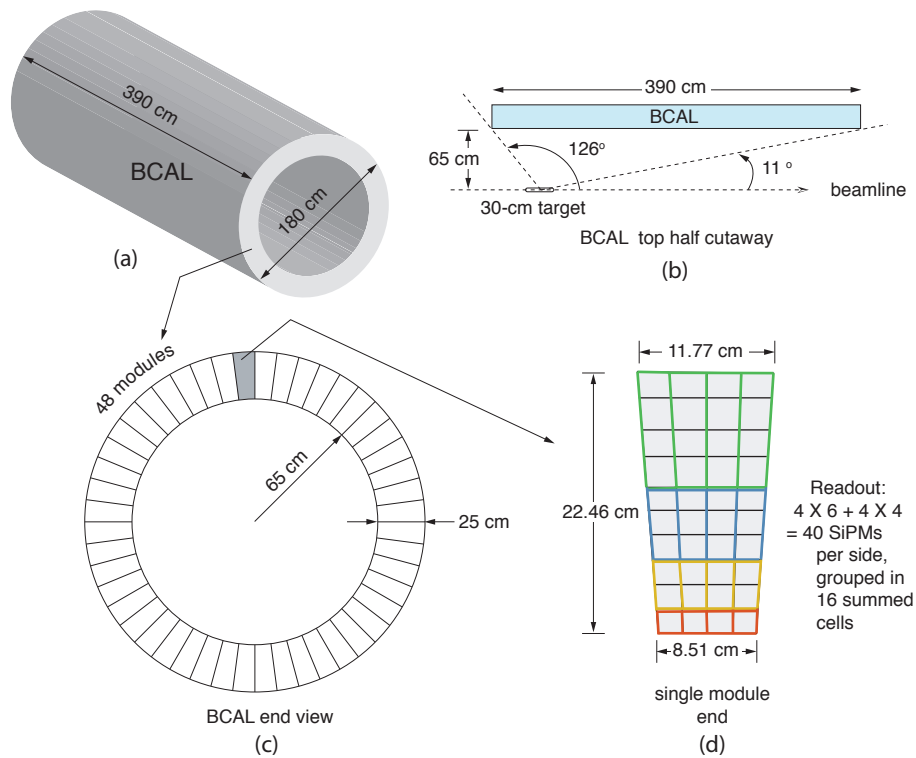 390 cm
BCAL
180 cm
(a)
390 cm
BCAL
65 cm
126º
11 º
30-cm target
beamline
BCAL top half cutaway
(b)
48 modules
65 cm
25 cm
BCAL end view
(c)
11.77 cm
22.46 cm
8.51 cm
Readout:
4 X 6 + 4 X 4
= 40 SiPMs
per side,
grouped in
16 summed
cells
single module
end
(d)